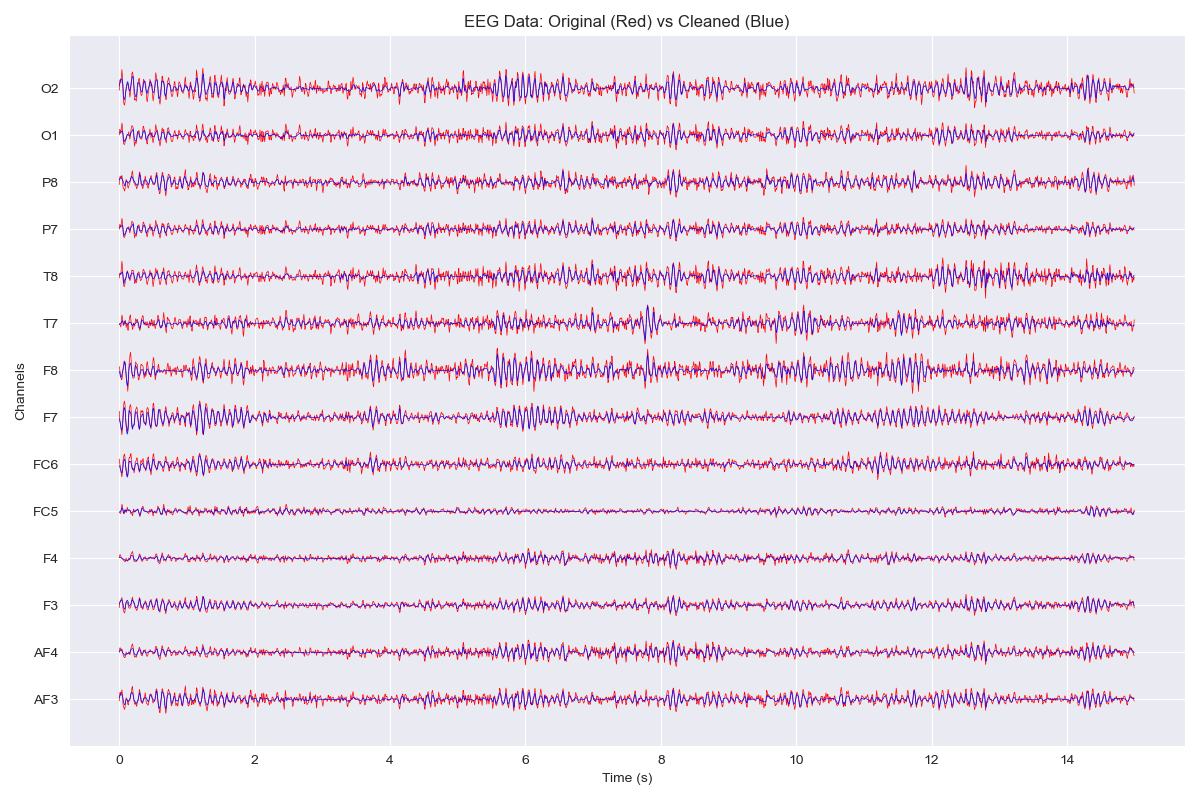 EEG Data: Original (Red) vs Cleaned (Blue)
Channels
O2
O1
P8
P7
T8
T7
F8
F7
FC6
FC5
F4
F3
AF4
AF3
0 2 4 6 8 10 12 14
Time (s)